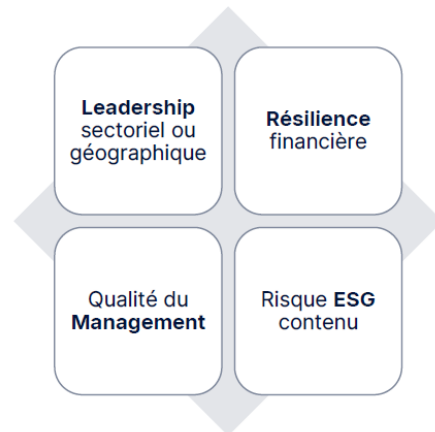 Leadership
sectoriel ou
géographique
Résilience
financière
Qualité du
Management
Risque ESG
contenu